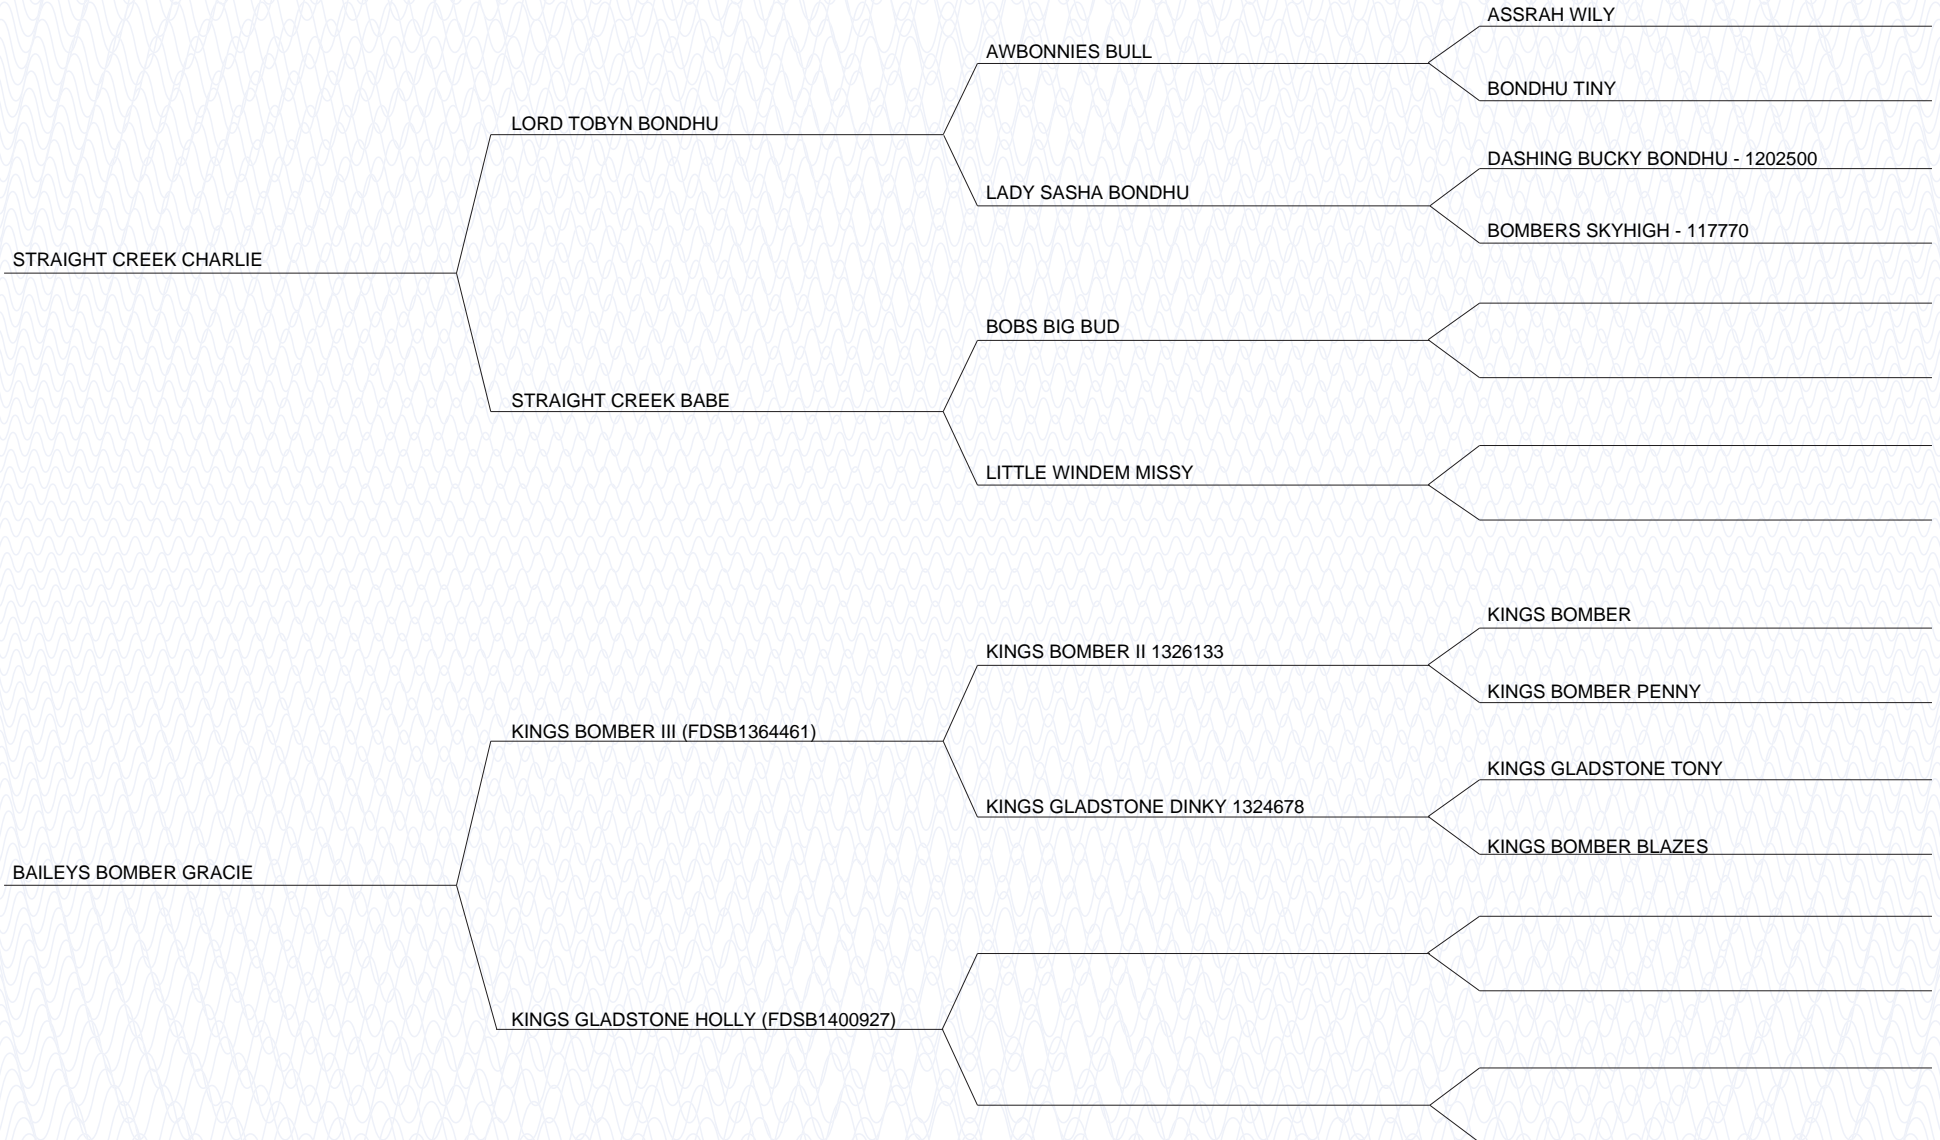 ASSRAH WILY
AWBONNIES BULL
BONDHU TINY
LORD TOBYN BONDHU
DASHING BUCKY BONDHU - 1202500
LADY SASHA BONDHU
BOMBERS SKYHIGH - 117770
STRAIGHT CREEK CHARLIE
BOBS BIG BUD
STRAIGHT CREEK BABE
LITTLE WINDEM MISSY
KINGS BOMBER
KINGS BOMBER II 1326133
KINGS BOMBER PENNY
KINGS BOMBER III (FDSB1364461)
KINGS GLADSTONE TONY
KINGS GLADSTONE DINKY 1324678
KINGS BOMBER BLAZES
BAILEYS BOMBER GRACIE
KINGS GLADSTONE HOLLY (FDSB1400927)